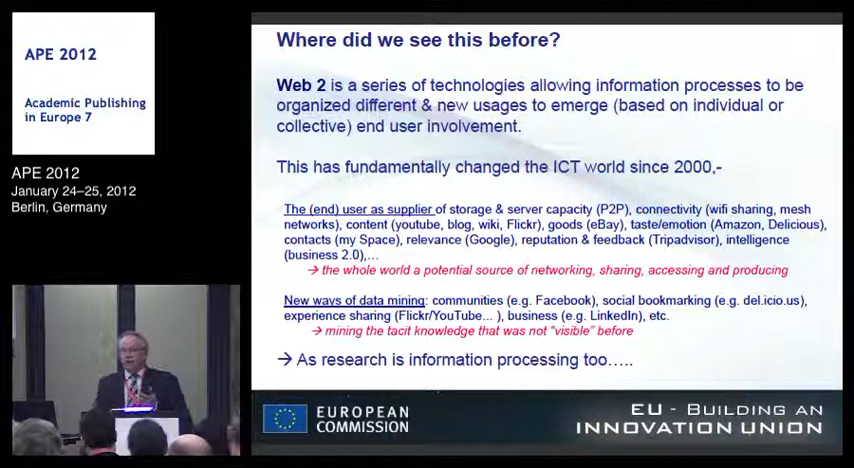 APE 2012
Academic Publishing
in Europe 7
APE 2012
January 24–25, 2012
Berlin, Germany
Where did we see this before?
Web 2 is a series of technologies allowing information processes to be
organized different & new usages to emerge (based on individual or
collective) end user involvement.
This has fundamentally changed the ICT world since 2000,-
The (end) user as supplier of storage & server capacity (P2P), connectivity (wifi sharing, mesh
networks), content (youtube, blog, wiki, Flickr), goods (eBay), taste/emotion (Amazon, Delicious),
contacts (my Space), relevance (Google), reputation & feedback (Tripadvisor), intelligence
(business 2.0),…
→ the whole world a potential source of networking, sharing, accessing and producing
New ways of data mining: communities (e.g. Facebook), social bookmarking (e.g. del.icio.us),
experience sharing (Flickr/YouTube... ), business (e.g. LinkedIn), etc.
→ mining the tacit knowledge that was not "visible" before
→ As research is information processing too…..
EUROPEAN
COMMISSION
EU - BUILDING AN
INNOVATION UNION